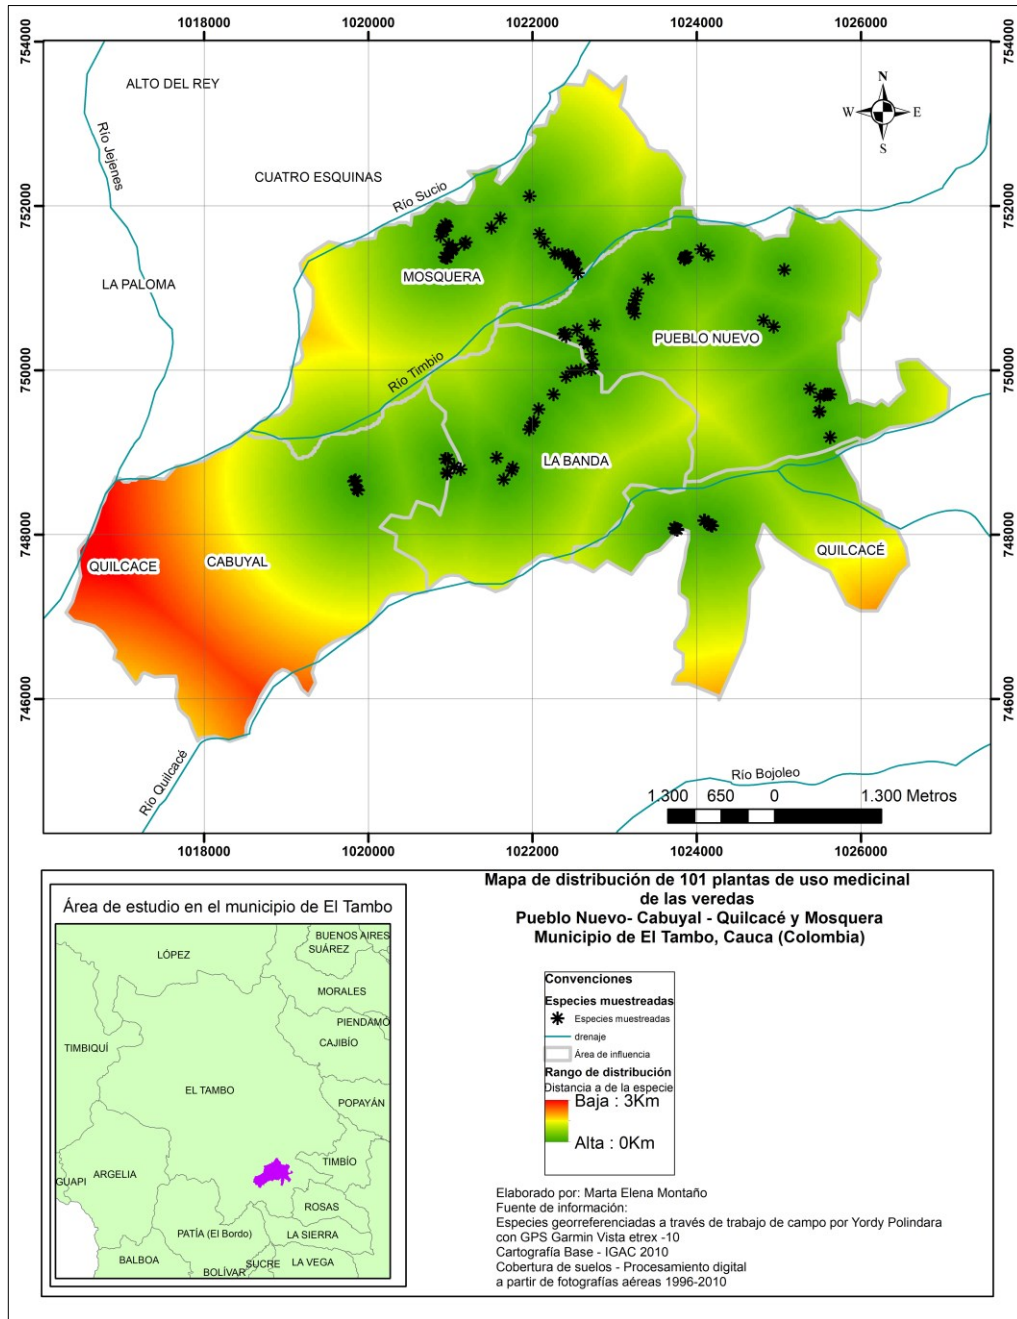 1018000 1020000 1022000 1024000 1026000
754000 754000
ALTO DEL REY
N
W E
S
Río Jejenes
CUATRO ESQUINAS
Río Sucio
752000 752000
MOSQUERA
LA PALOMA
PUEBLO NUEVO
Río Timbio
750000 750000
LA BANDA
748000 748000
QUILCACÉ
QUILCACE CABUYAL
746000 746000
Río Quilcacé
Río Bojoleo
1.300 650 0 1.300 Metros
1018000 1020000 1022000 1024000 1026000
Mapa de distribución de 101 plantas de uso medicinal
de las veredas
Pueblo Nuevo- Cabuyal - Quilcacé y Mosquera
Municipio de El Tambo, Cauca (Colombia)
Área de estudio en el municipio de El Tambo
BUENOS AIRES
SUÁREZ
LÓPEZ
MORALES
PIENDAMÓ
CAJIBÍO
TIMBIQUÍ
EL TAMBO
POPAYÁN
TIMBÍO
ARGELIA
GUAPI
ROSAS
PATÍA (El Bordo)
LA SIERRA
BALBOA
SUCRE
LA VEGA
BOLÍVAR
Convenciones
Especies muestreadas
Especies muestreadas
drenaje
Área de influencia
Rango de distribución
Distancia a de la especie
Baja : 3Km
Alta : 0Km
Elaborado por: Marta Elena Montaño
Fuente de información:
Especies georreferenciadas a través de trabajo de campo por Yordy Polindara
con GPS Garmin Vista etrex -10
Cartografía Base - IGAC 2010
Cobertura de suelos - Procesamiento digital
a partir de fotografías aéreas 1996-2010